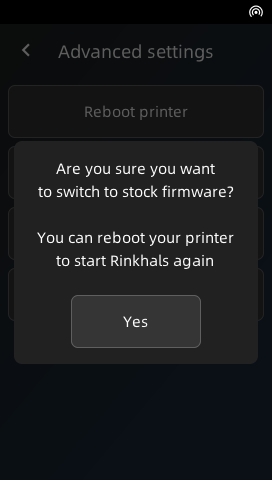 Advanced settings
Reboot printer
Are you sure you want
to switch to stock firmware?
You can reboot your printer
to start Rinkhals again
Yes